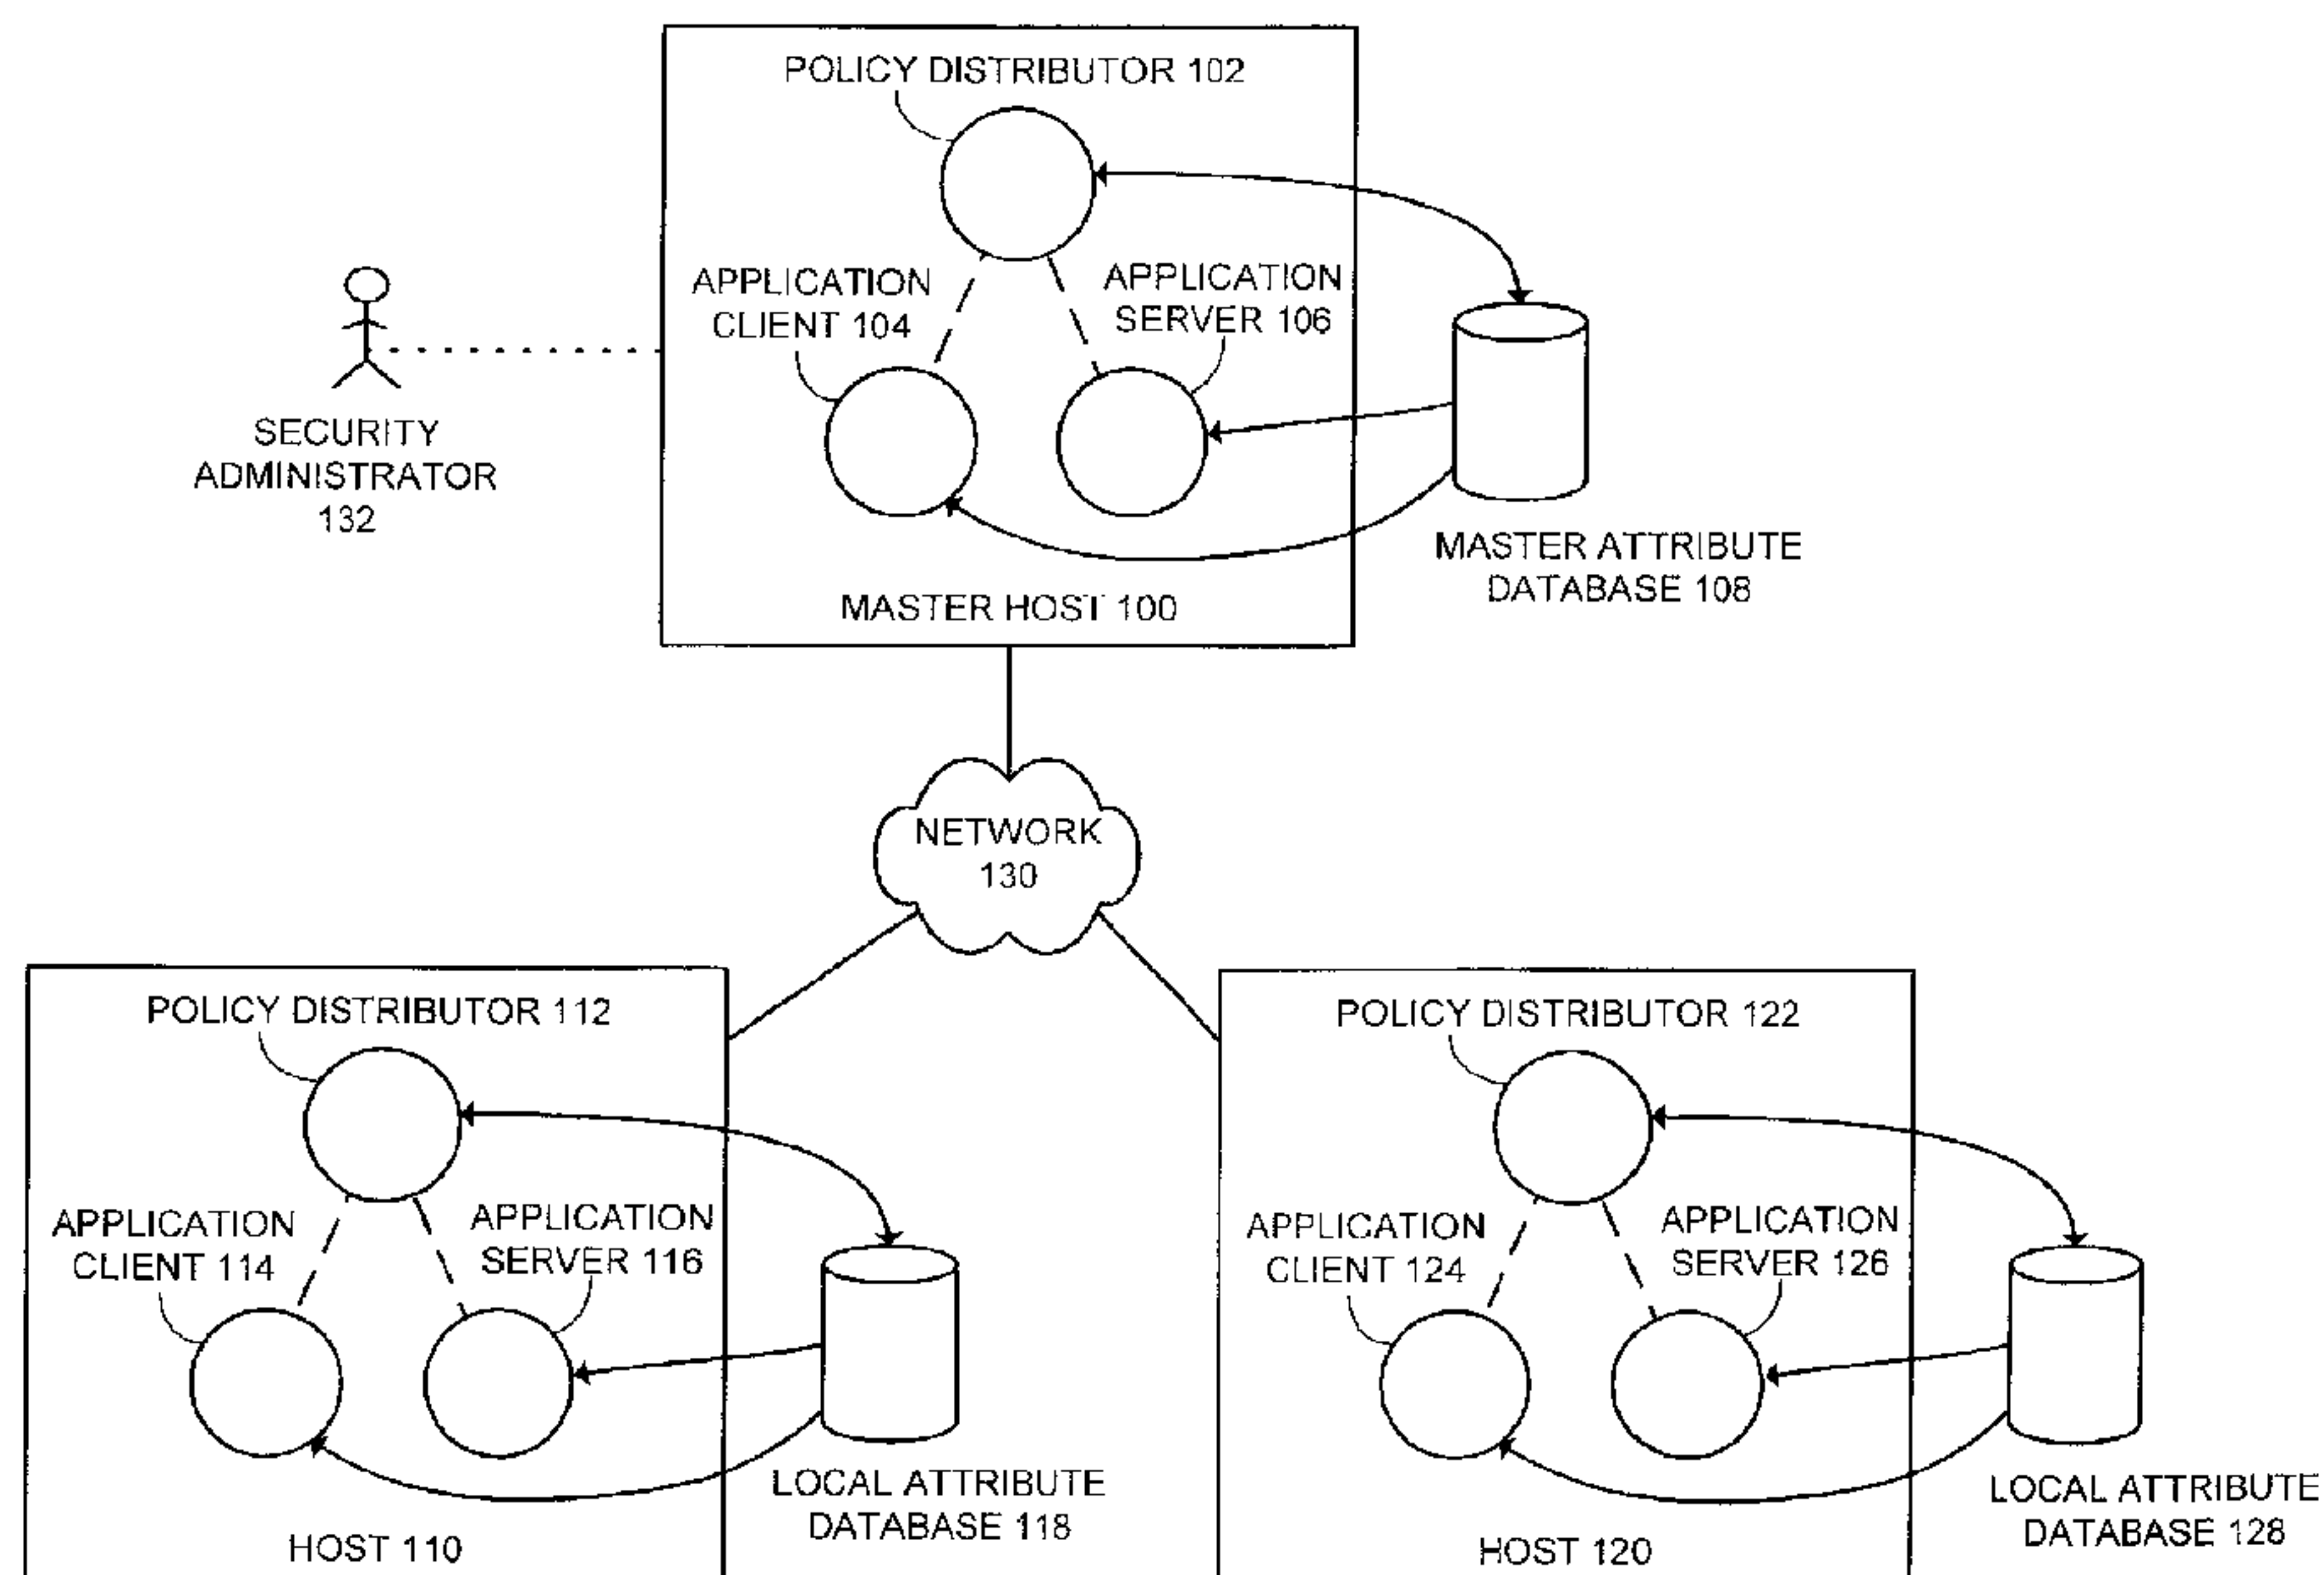 POLICY DISTRIBUTOR 102
APPLICATION
CLIENT 104
APPLICATION
SERVER 106
SECURITY
ADMINISTRATOR
132
MASTER ATTRIBUTE
DATABASE 108
MASTER HOST 100
NETWORK
130
POLICY DISTRIBUTOR 112
APPLICATION
CLIENT 114
APPLICATION
SERVER 116
LOCAL ATTRIBUTE
DATABASE 118
HOST 110
POLICY DISTRIBUTOR 122
APPLICATION
CLIENT 124
APPLICATION
SERVER 126
LOCAL ATTRIBUTE
DATABASE 128
HOST 120